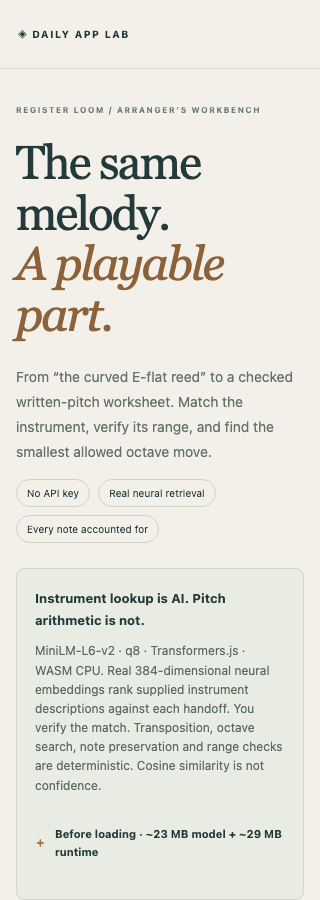 ◈ DAILY APP LAB
REGISTER LOOM / ARRANGER'S WORKBENCH
The same
melody.
A playable
part.
From “the curved E-flat reed” to a checked
written-pitch worksheet. Match the
instrument, verify its range, and find the
smallest allowed octave move.
No API key
Real neural retrieval
Every note accounted for
Instrument lookup is AI. Pitch
arithmetic is not.
MiniLM-L6-v2 · q8 · Transformers.js ·
WASM CPU. Real 384-dimensional neural
embeddings rank supplied instrument
descriptions against each handoff. You
verify the match. Transposition, octave
search, note preservation and range checks
are deterministic. Cosine similarity is not
confidence.
+ Before loading · ~23 MB model + ~29 MB
runtime